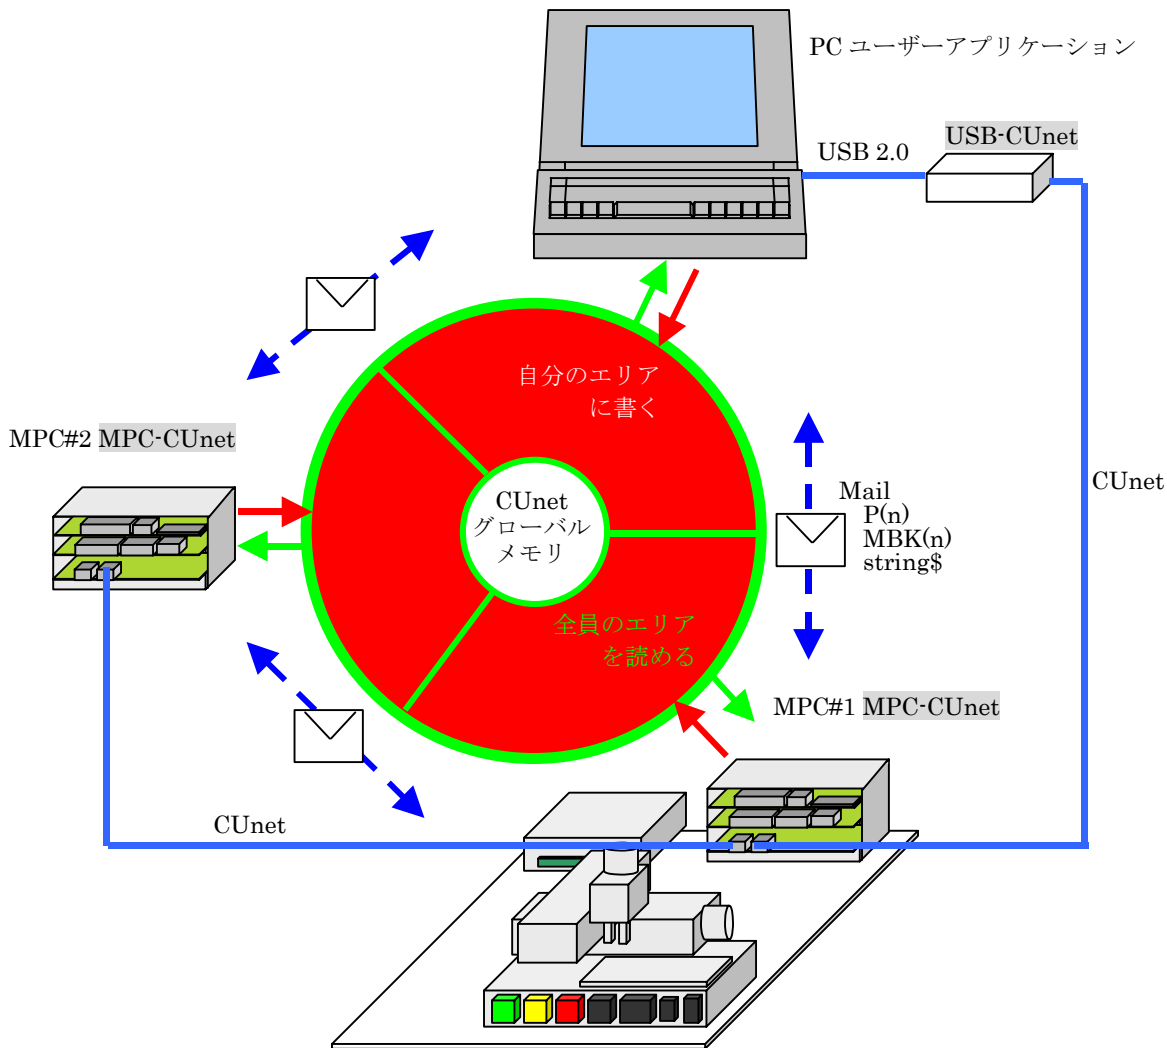 PC ユーザーアプリケーション
USB-CUnet
USB 2.0
自分のエリア
に書く
MPC#2 MPC-CUnet
CUnet
Mail
P(n)
MBK(n)
string$
CUnet
グローバル
メモリ
全員のエリア
を読める
MPC#1 MPC-CUnet
CUnet